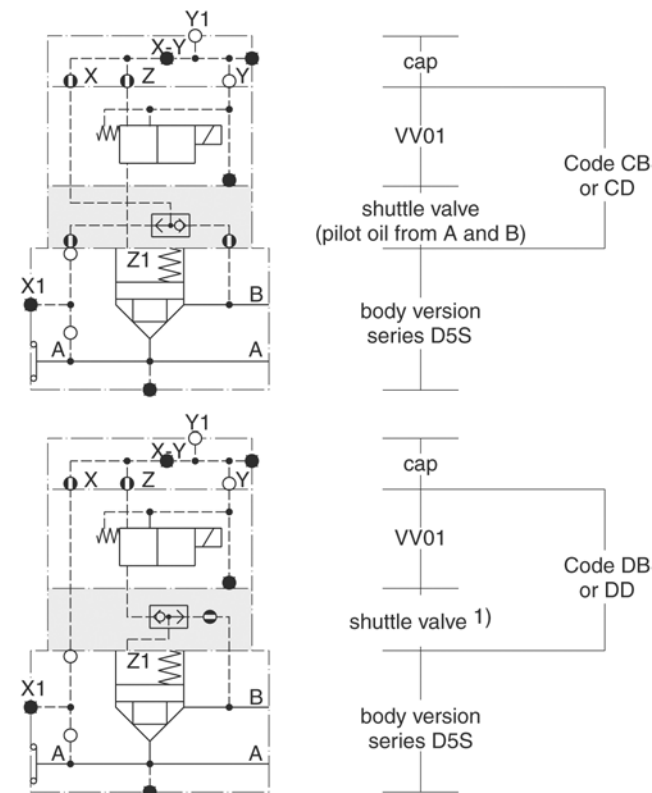 Y1
X-Y
X Z Y
cap
VV01
Code CB
or CD
shuttle valve
(pilot oil from A and B)
Z1
X1
B
A A
body version
series D5S
Y1
X-Y
X Z Y
cap
VV01
Code DB
or DD
shuttle valve 1)
Z1
X1
B
A A
body version
series D5S